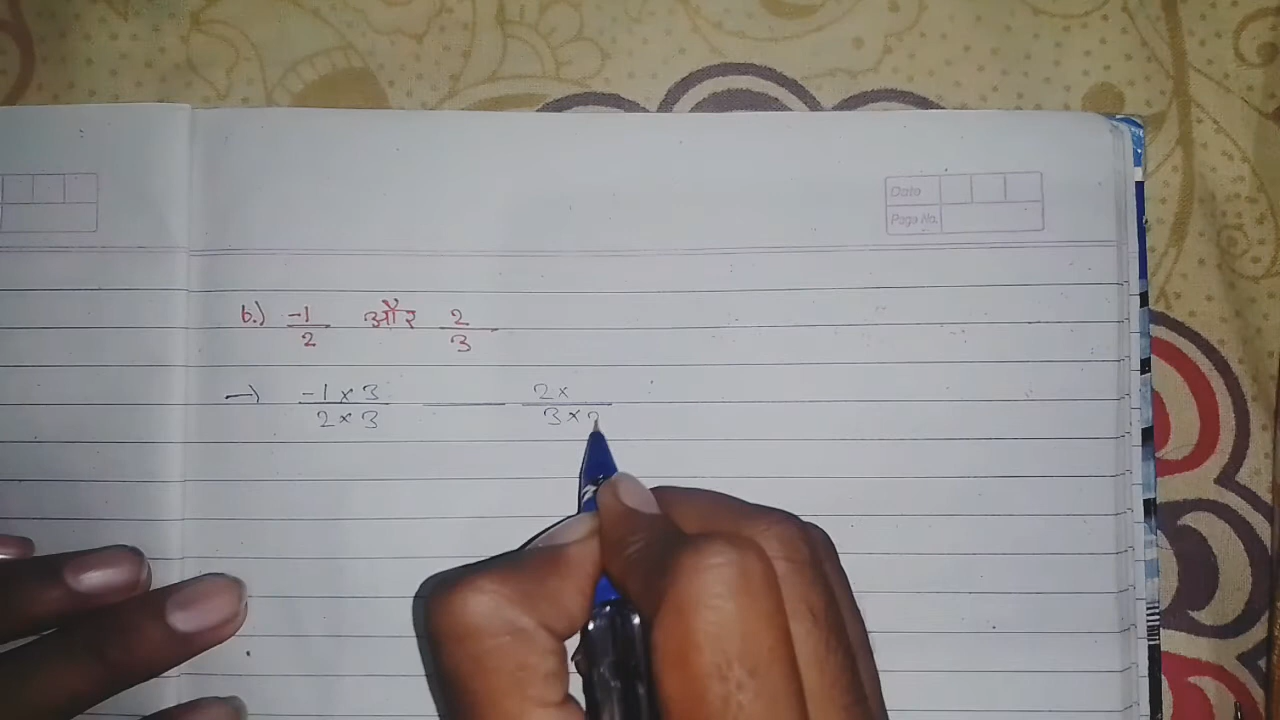 Date
Page No.
b.) -1/2 और 2/3
→ -1 × 3 / 2 × 3 2 × / 3 × 2